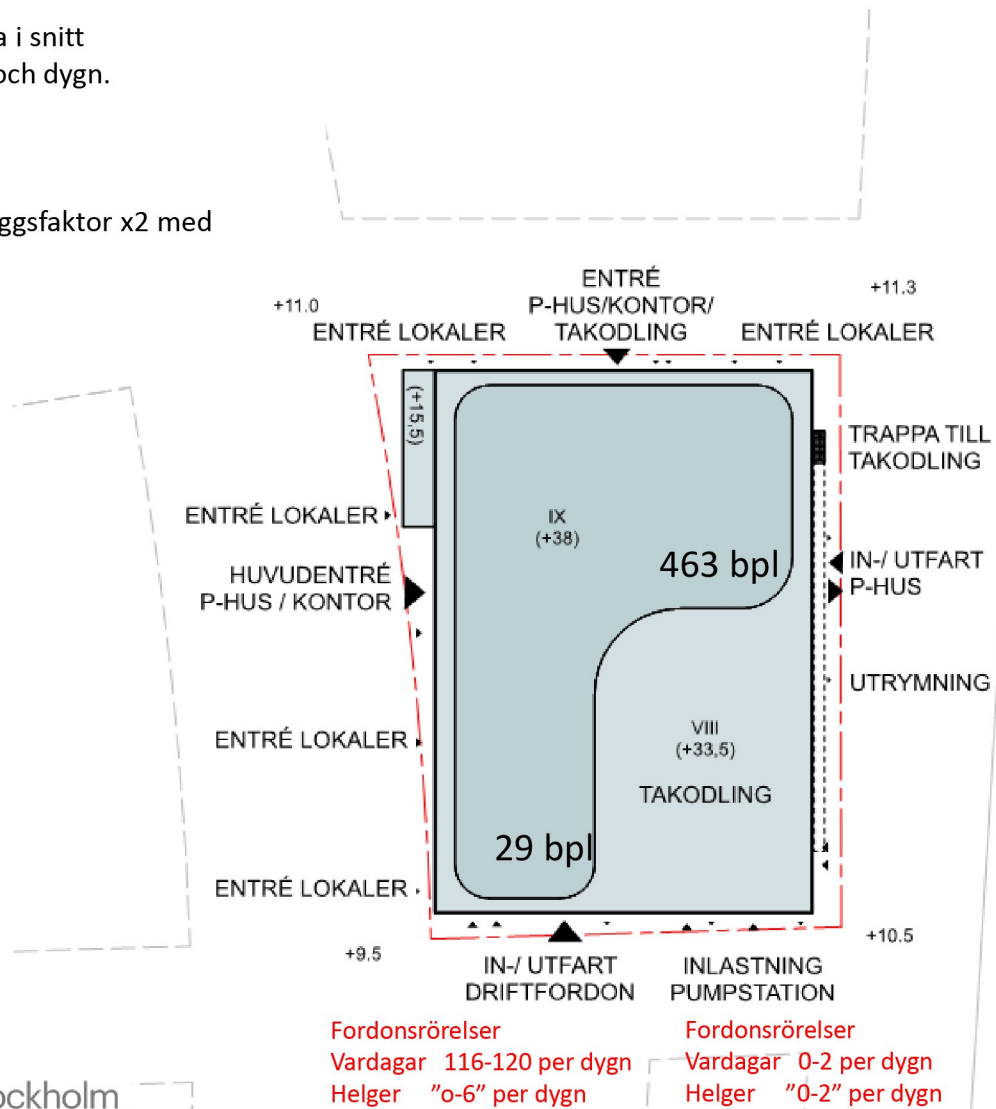 a i snitt
och dygn.
ggsfaktor x2 med
ENTRÉ
P-HUS/KONTOR/
TAKODLING
+11.0
+11.3
ENTRÉ LOKALER
ENTRÉ LOKALER
(+15,5)
TRAPPA TILL
TAKODLING
ENTRÉ LOKALER
IX
(+38)
463 bpl
IN-/ UTFART
P-HUS
HUVUDENTRÉ
P-HUS / KONTOR
UTRYMNING
ENTRÉ LOKALER
VIII
(+33,5)
TAKODLING
29 bpl
ENTRÉ LOKALER
+9.5
+10.5
IN-/ UTFART
DRIFTFORDON
INLASTNING
PUMPSTATION
Fordonsrörelser
Vardagar 116-120 per dygn
Helger ”o-6” per dygn
Fordonsrörelser
Vardagar 0-2 per dygn
Helger ”0-2” per dygn
ockholm